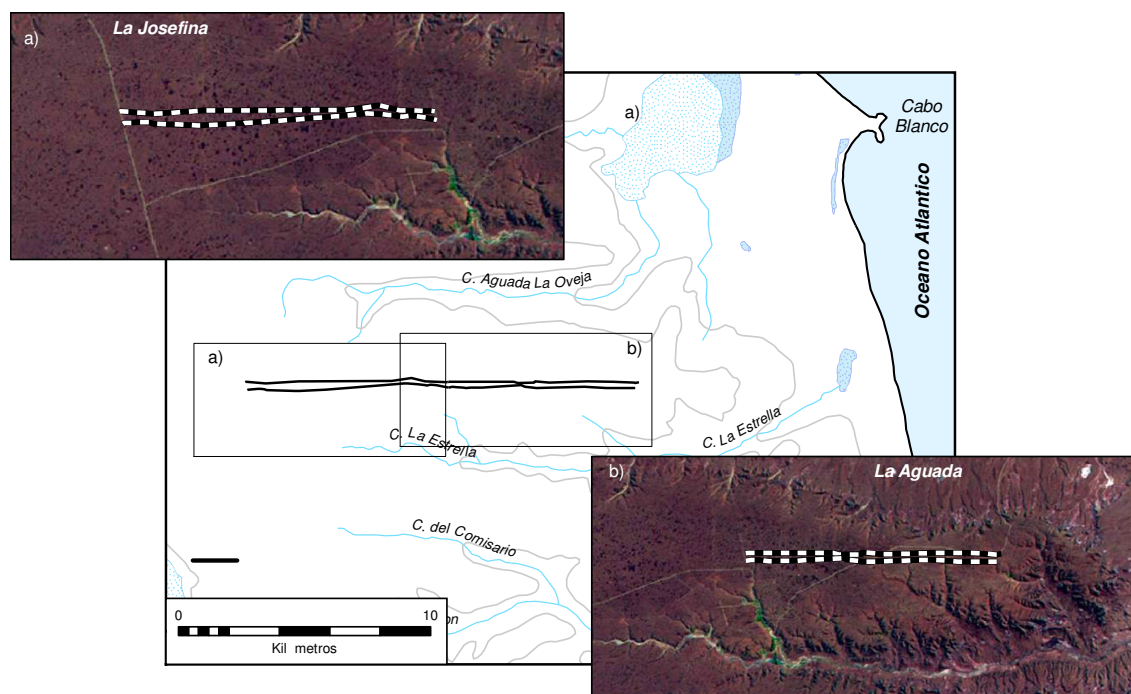 a)
La Josefina
a)
Cabo
Blanco
Oceano Atlantico
C. Aguada La Oveja
a)
b)
C. La Estrella
C. La Estrella
b)
La Aguada
C. del Comisario
0
10
on
Kil metros